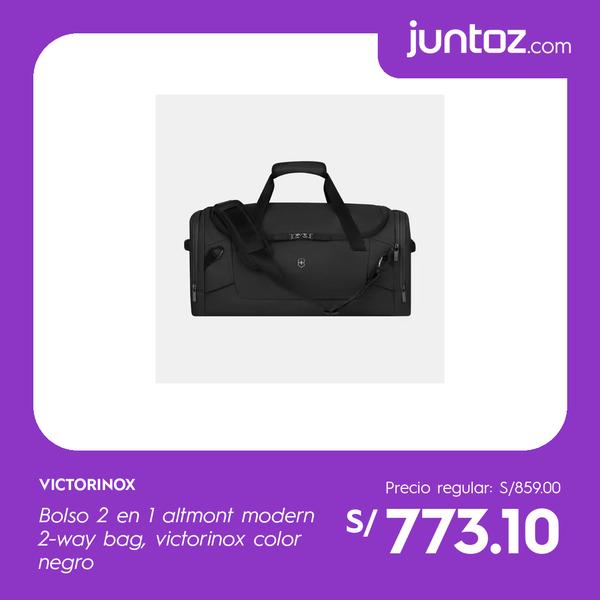 juntoz.com
VICTORINOX
Bolso 2 en 1 altmont modern
2-way bag, victorinox color
negro
Precio regular: S/859.00
S/773.10